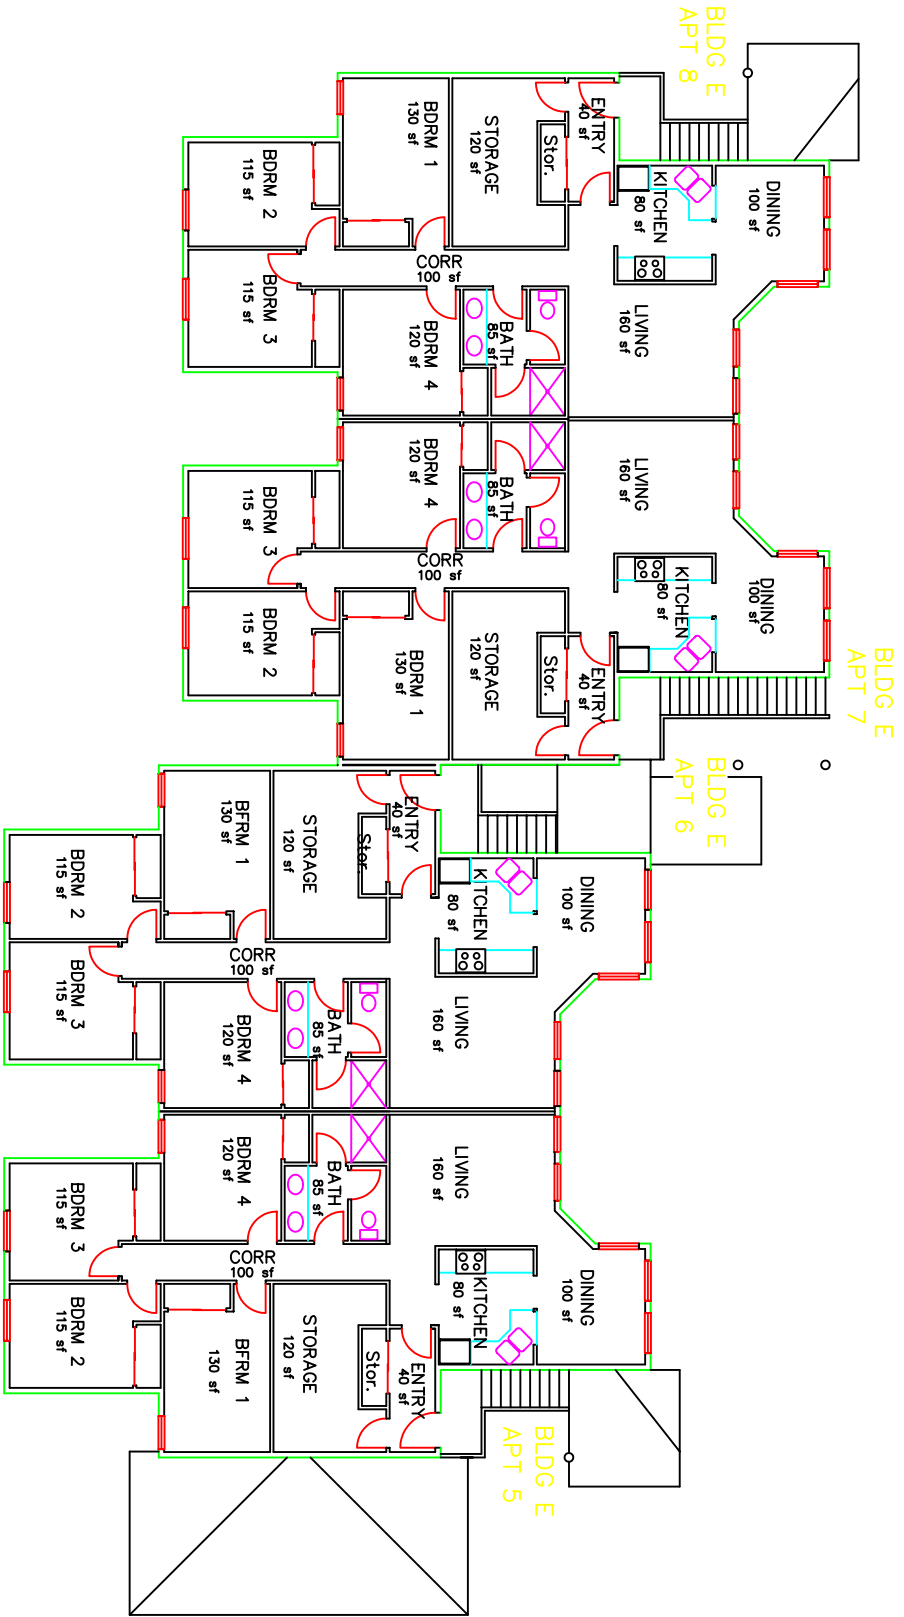 BLDG E
APT 8
ENTRY
40 sf
STORAGE
120 sf
Stor.
BDRM 1
130 sf
BDRM 2
115 sf
BDRM 3
115 sf
CORR
100 sf
BDRM 4
120 sf
BATH
85 sf
KITCHEN
80 sf
DINING
100 sf
LIVING
160 sf
BLDG E
APT 7
LIVING
160 sf
BATH
85 sf
BDRM 4
120 sf
BDRM 3
115 sf
CORR
100 sf
BDRM 2
115 sf
BDRM 1
130 sf
STORAGE
120 sf
Stor.
ENTRY
40 sf
KITCHEN
80 sf
DINING
100 sf
BLDG E
APT 6
ENTRY
40 sf
STORAGE
120 sf
Stor.
BFRM 1
130 sf
BDRM 2
115 sf
BDRM 3
115 sf
CORR
100 sf
BDRM 4
120 sf
BATH
85 sf
KITCHEN
80 sf
DINING
100 sf
LIVING
160 sf
LIVING
160 sf
BATH
85 sf
BDRM 4
120 sf
BDRM 3
115 sf
CORR
100 sf
BDRM 2
115 sf
BFRM 1
130 sf
STORAGE
120 sf
Stor.
ENTRY
40 sf
KITCHEN
80 sf
DINING
100 sf
BLDG E
APT 5